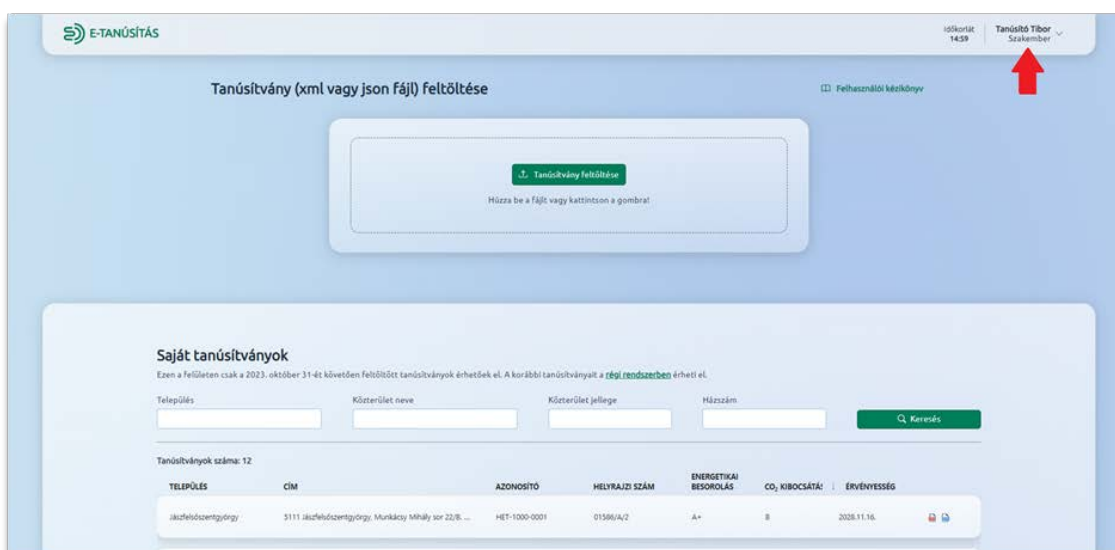 E-TANÚSÍTÁS
Időkorlát
14:59
Tanúsító Tibor
Szakember
Tanúsítvány (xml vagy json fájl) feltöltése
Felhasználói kézikönyv
Tanúsítvány feltöltése
Húzza be a fájlt vagy kattintson a gombra!
Saját tanúsítványok
Ezen a felületen csak a 2023. október 31-ét követően feltöltött tanúsítványok érhetőek el. A korábbi tanúsítványait a régi rendszerben érheti el.
Település Közterület neve Közterület jellege Házszám
Keresés
Tanúsítványok száma: 12
TELEPÜLÉS CÍM AZONOSÍTÓ HELYRAJZI SZÁM ENERGETIKAI BESOROLÁS CO₂ KIBOCSÁTÁS ÉRVÉNYESSÉG
Jászfelsőszentgyörgy 5111 Jászfelsőszentgyörgy, Munkácsy Mihály sor 22/B. ... HET-1000-0001 01586/A/2 A+ 8 2028.11.16.